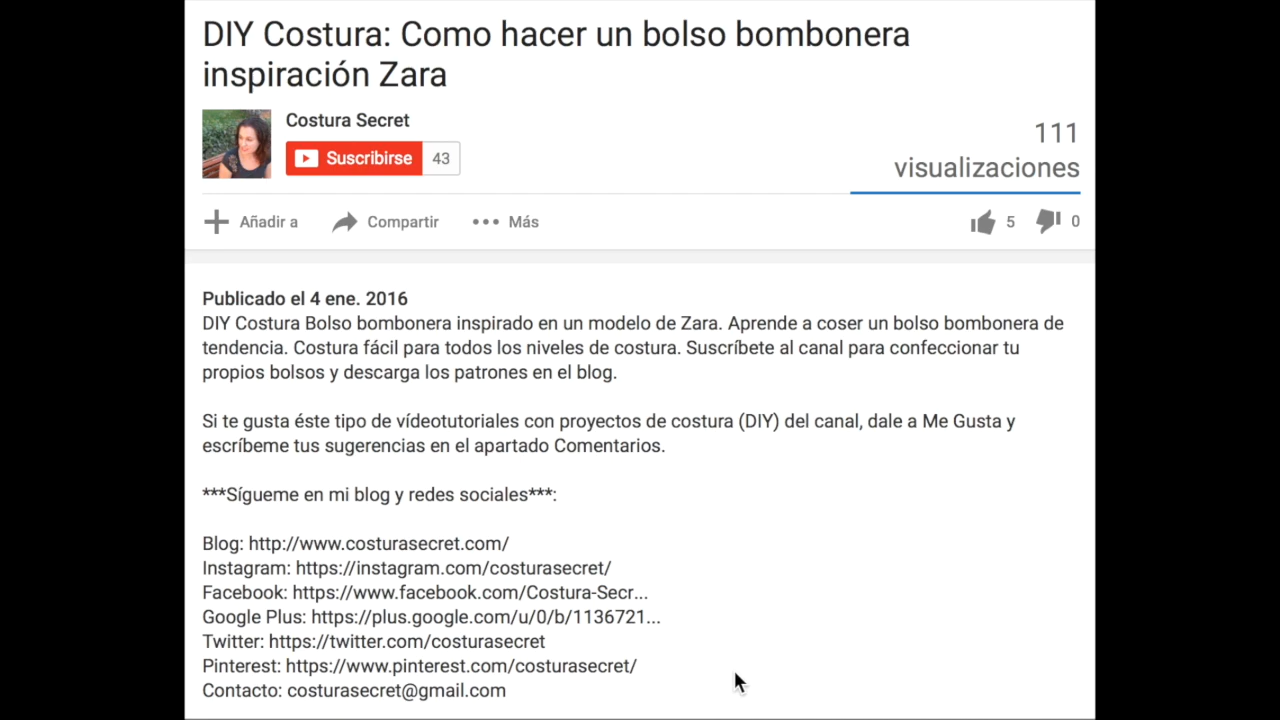 DIY Costura: Como hacer un bolso bombonera
inspiración Zara
Costura Secret
Suscribirse 43
111
visualizaciones
Añadir a Compartir Más 5 0
Publicado el 4 ene. 2016
DIY Costura Bolso bombonera inspirado en un modelo de Zara. Aprende a coser un bolso bombonera de
tendencia. Costura fácil para todos los niveles de costura. Suscríbete al canal para confeccionar tu
propios bolsos y descarga los patrones en el blog.
Si te gusta éste tipo de vídeotutoriales con proyectos de costura (DIY) del canal, dale a Me Gusta y
escríbeme tus sugerencias en el apartado Comentarios.
***Sígueme en mi blog y redes sociales***:
Blog: http://www.costurasecret.com/
Instagram: https://instagram.com/costurasecret/
Facebook: https://www.facebook.com/Costura-Secr...
Google Plus: https://plus.google.com/u/0/b/1136721...
Twitter: https://twitter.com/costurasecret
Pinterest: https://www.pinterest.com/costurasecret/
Contacto: costurasecret@gmail.com